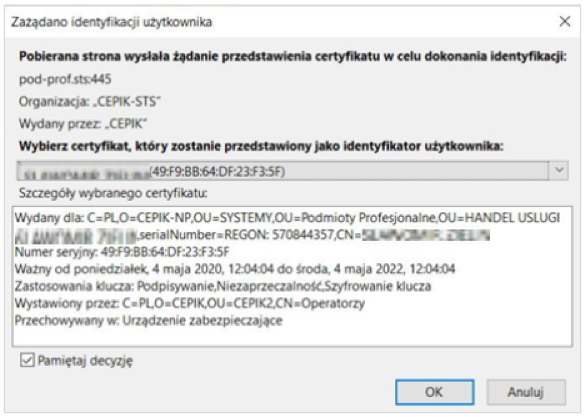 Zażądano identyfikacji użytkownika
Pobierana strona wysłała żądanie przedstawienia certyfikatu w celu dokonania identyfikacji:
pod-prof.sts:445
Organizacja: „CEPIK-STS”
Wydany przez: „CEPIK”
Wybierz certyfikat, który zostanie przedstawiony jako identyfikator użytkownika:
(49:F9:BB:64:DF:23:F3:5F)
Szczegóły wybranego certyfikatu:
Wydany dla: C=PL,O=CEPIK-NP,OU=SYSTEMY,OU=Podmioty Profesjonalne,OU=HANDEL USLUGI
,serialNumber=REGON: 570844357,CN=
Numer seryjny: 49:F9:BB:64:DF:23:F3:5F
Ważny od poniedziałek, 4 maja 2020, 12:04:04 do środa, 4 maja 2022, 12:04:04
Zastosowania klucza: Podpisywanie,Niezaprzeczalność,Szyfrowanie klucza
Wystawiony przez: C=PL,O=CEPIK,OU=CEPIK2,CN=Operatorzy
Przechowywany w: Urządzenie zabezpieczające
Pamiętaj decyzję
OK Anuluj